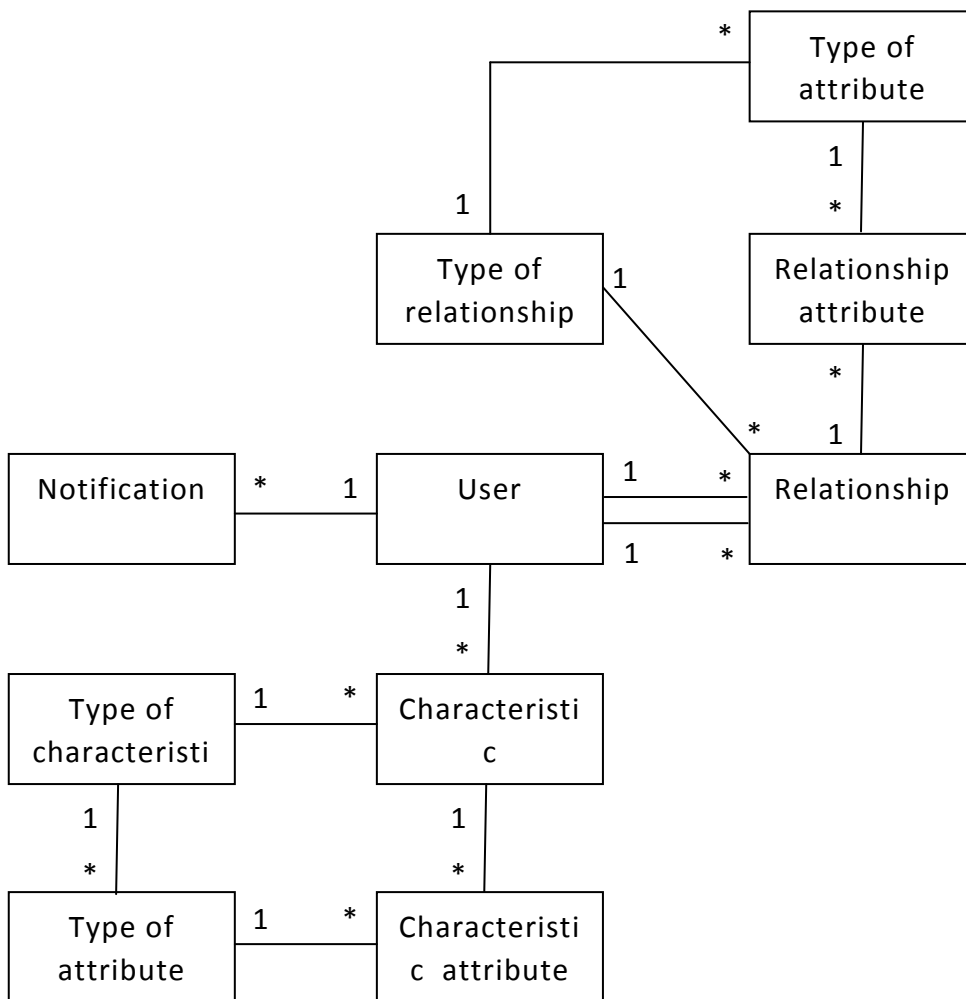 *
Type of
attribute
1
*
1
Type of
relationship
1
Relationship
attribute
*
*
1
Notification
*
1
User
1
*
Relationship
1
*
1
*
Type of
characteristi
1
*
Characteristi
c
1
*
1
*
Type of
attribute
1
*
Characteristi
c attribute